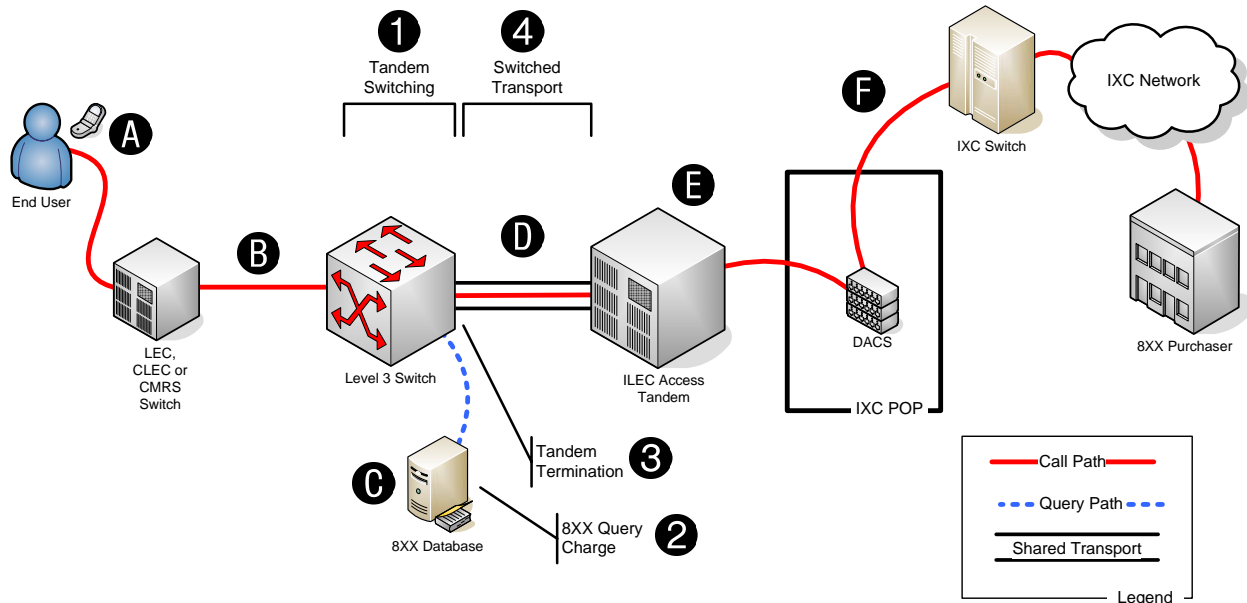 1
Tandem
Switching
4
Switched
Transport
A
End User
B
LEC,
CLEC or
CMRS
Switch
Level 3 Switch
D
E
ILEC Access
Tandem
F
IXC Switch
IXC Network
8XX Purchaser
DACS
IXC POP
C
8XX Database
Tandem
Termination
3
8XX Query
Charge
2
Call Path
Query Path
Shared Transport
Legend